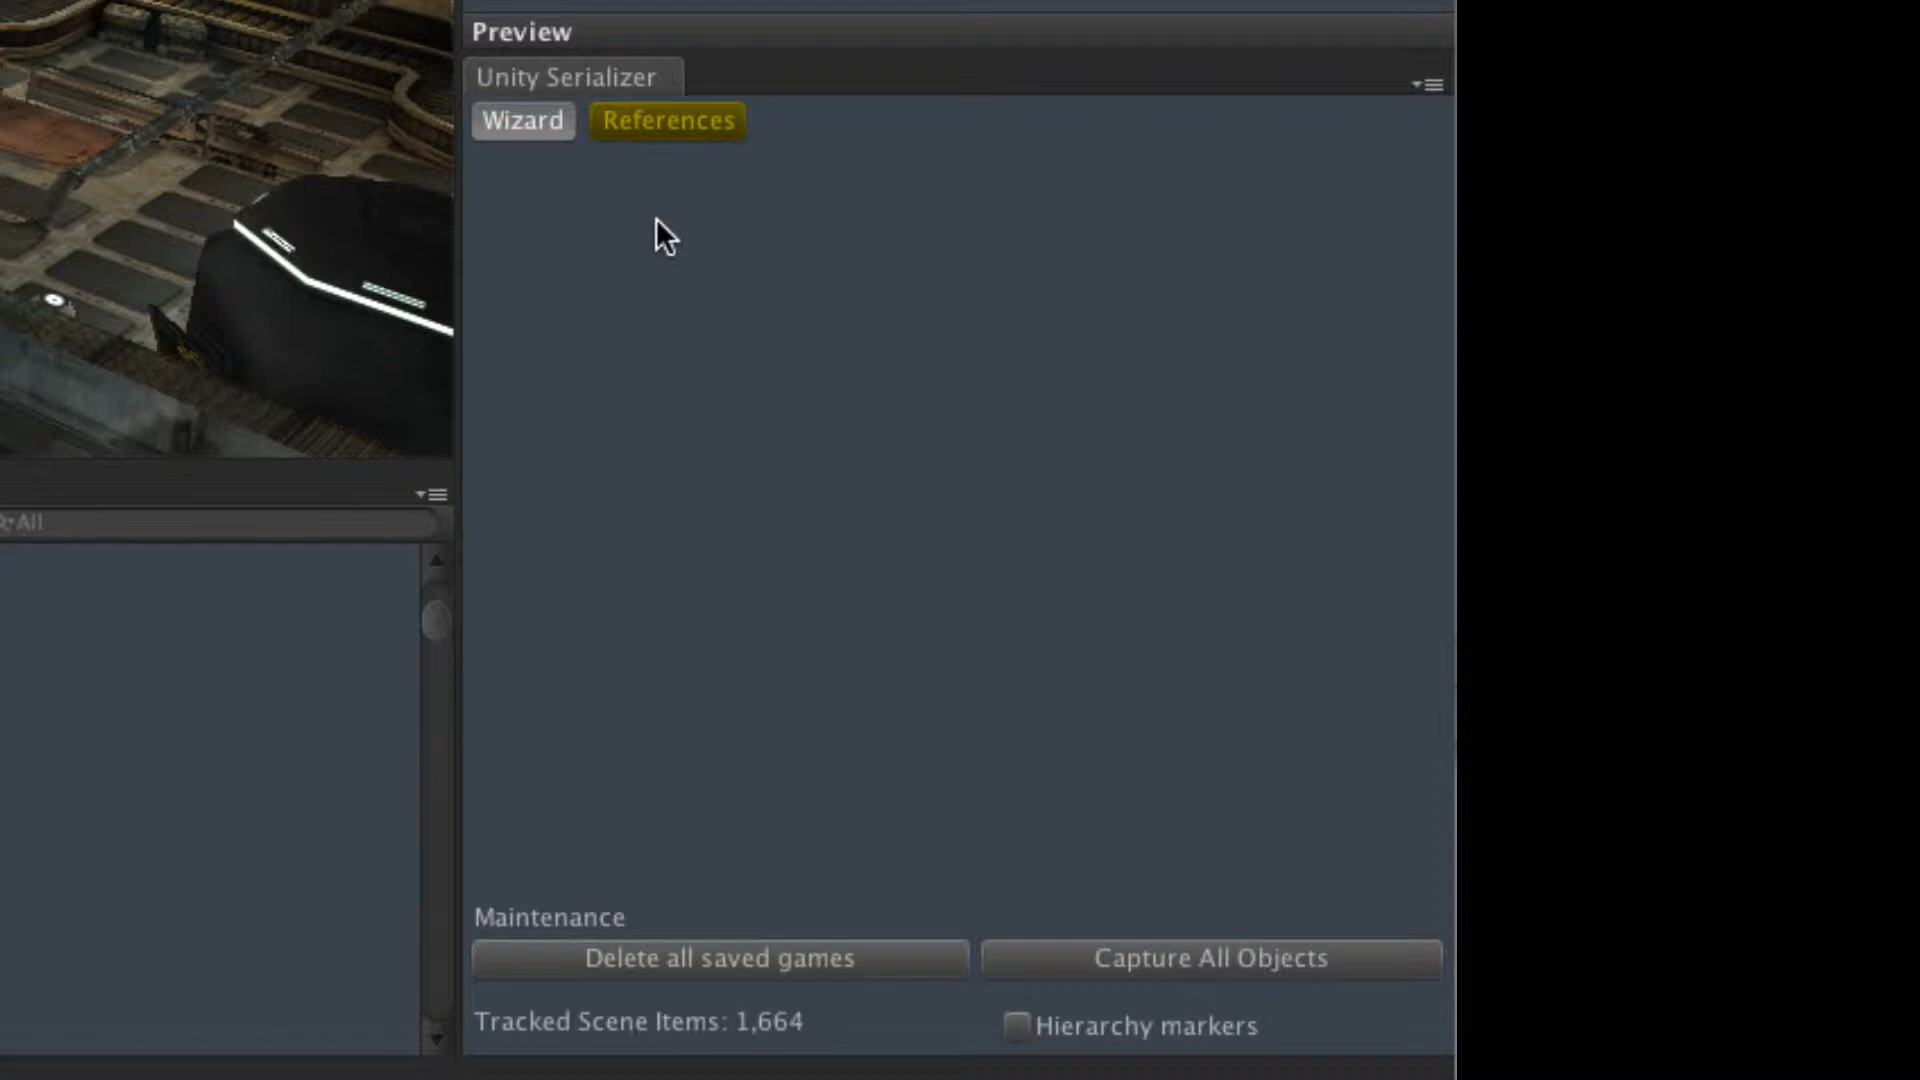 Preview
Unity Serializer
Wizard References
All
Maintenance
Delete all saved games Capture All Objects
Tracked Scene Items: 1,664 Hierarchy markers